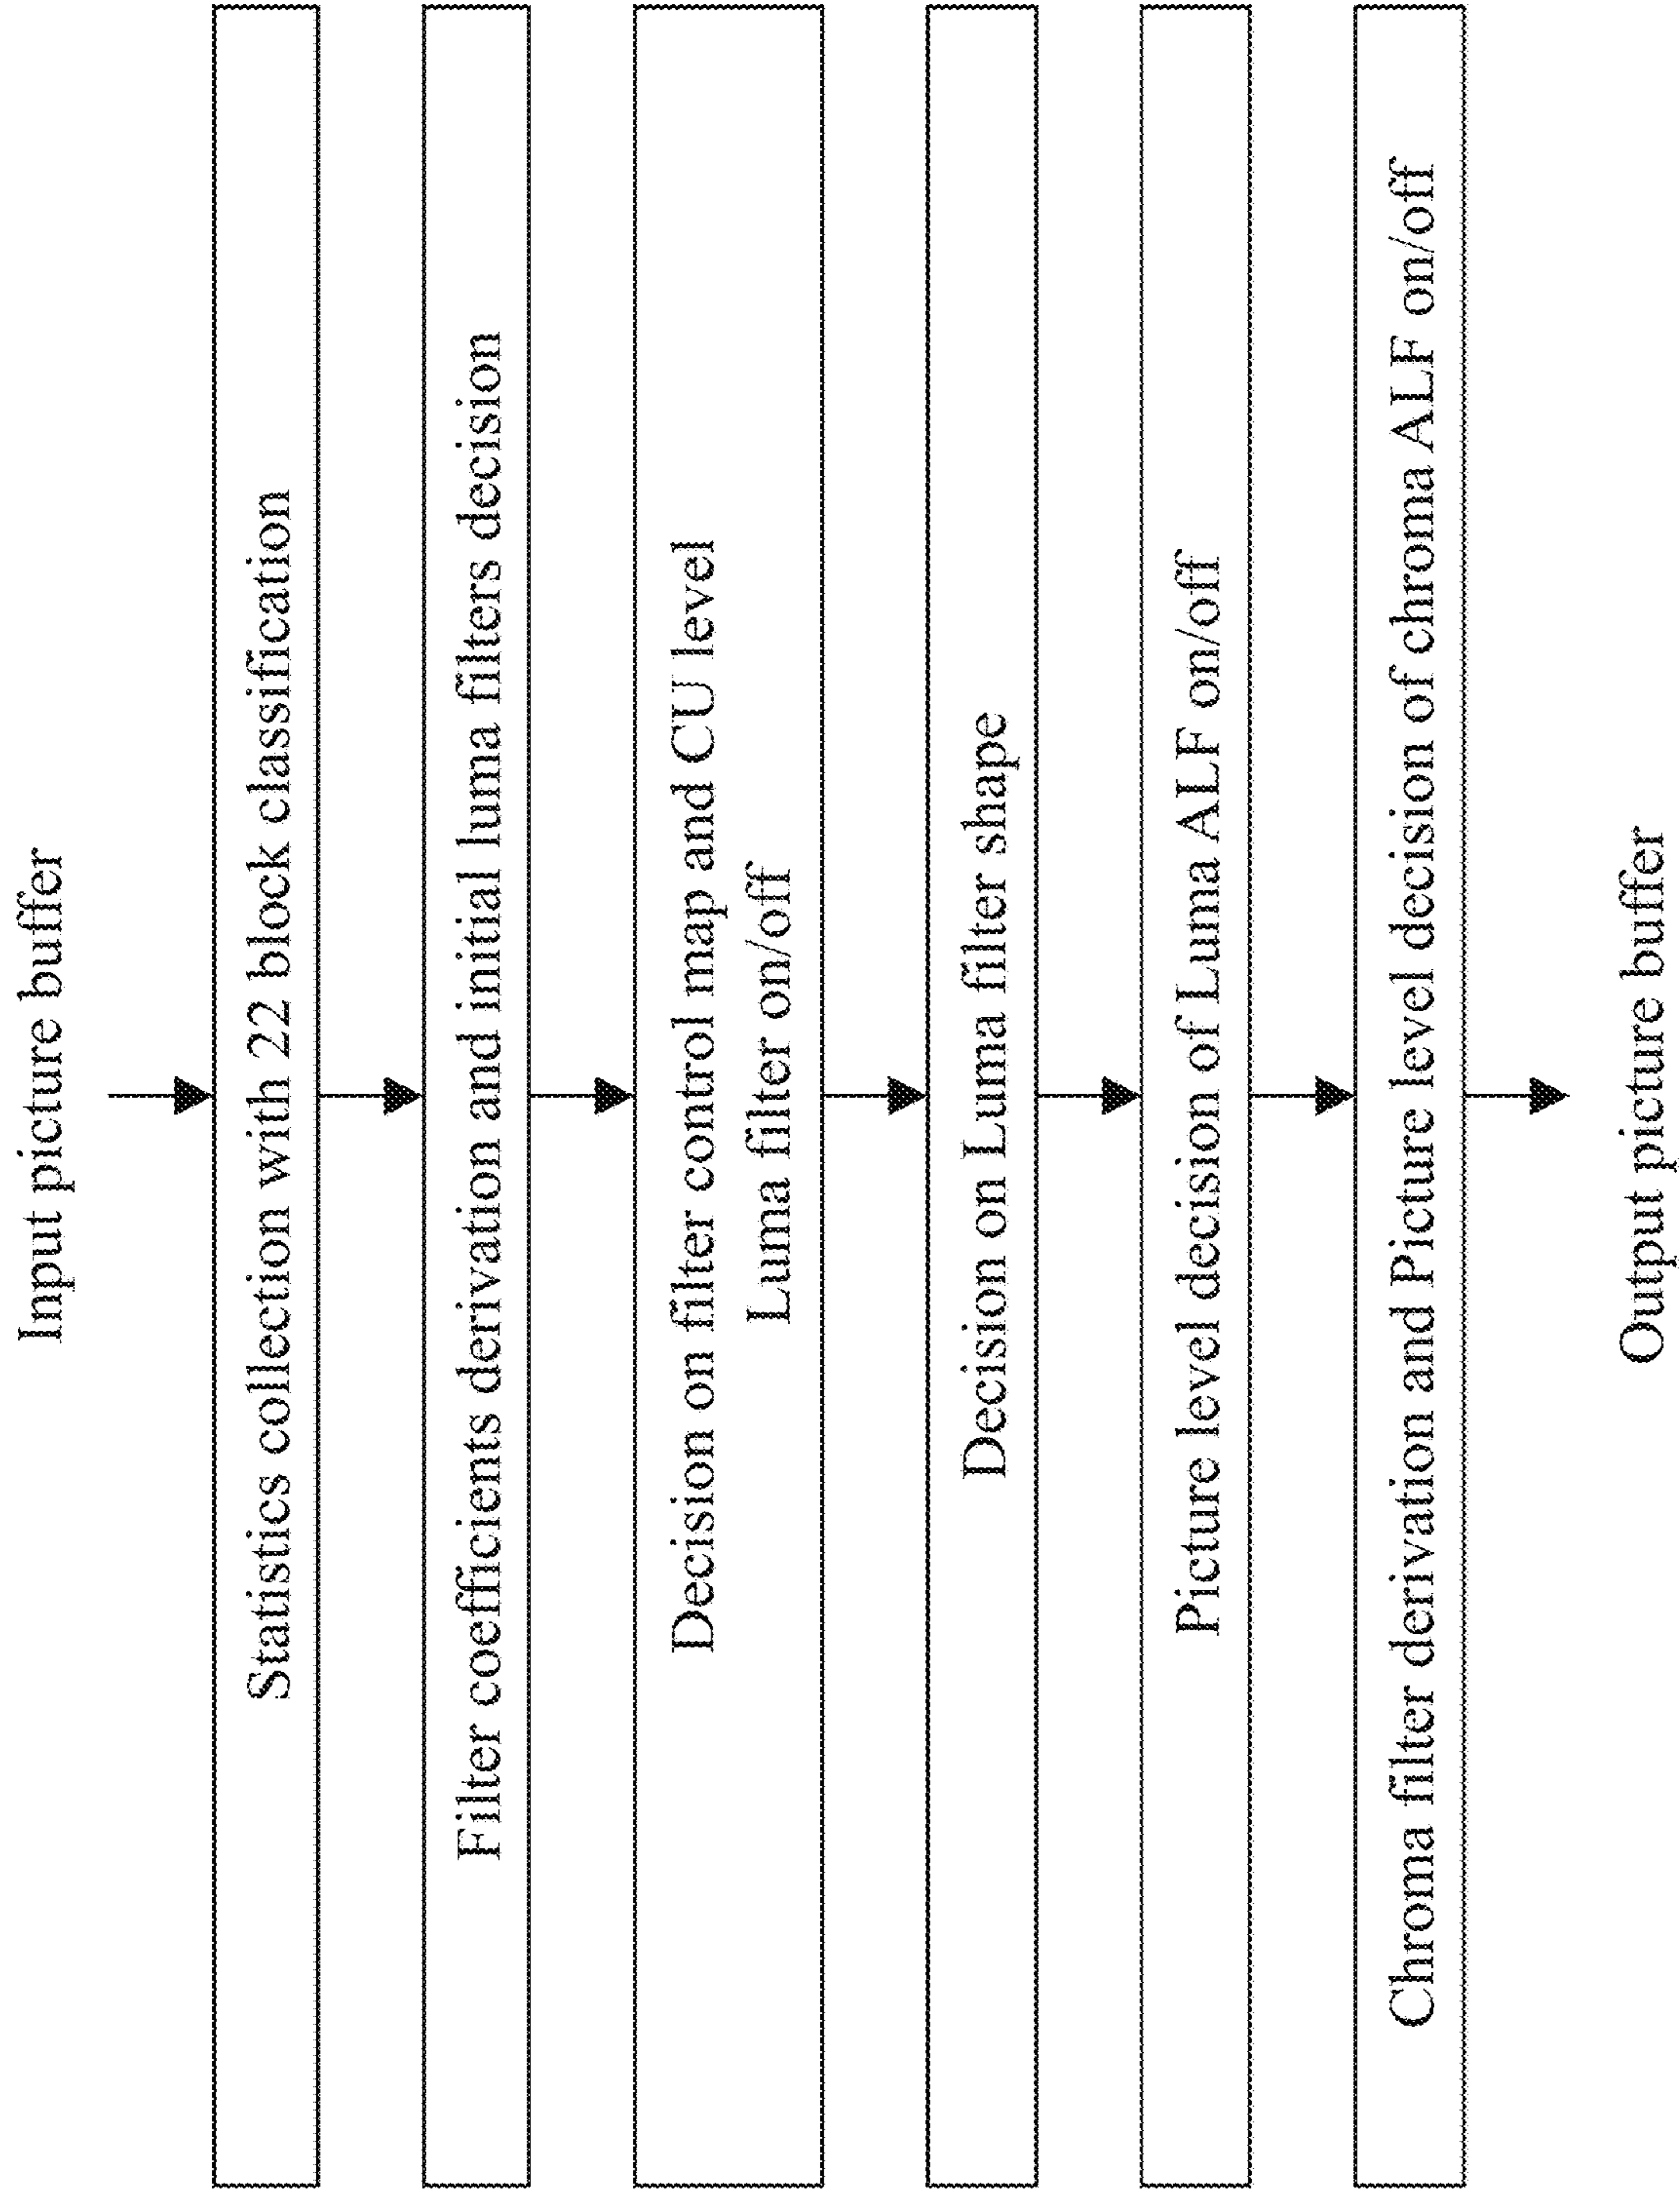 Input picture buffer
Statistics collection with 22 block classification
Filter coefficients derivation and initial luma filters decision
Decision on filter control map and CU level
Luma filter on/off
Decision on Luma filter shape
Picture level decision of Luma ALF on/off
Chroma filter derivation and Picture level decision of chroma ALF on/off
Output picture buffer